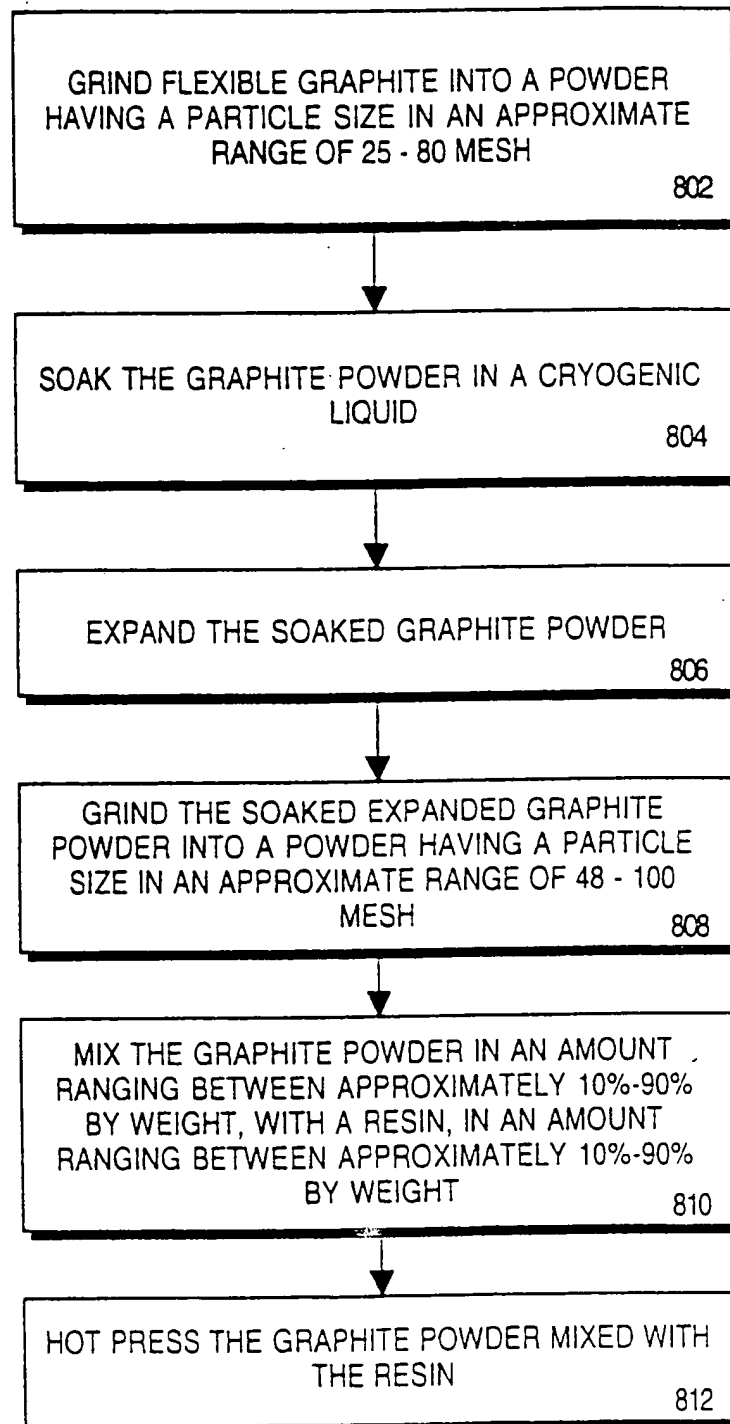 GRIND FLEXIBLE GRAPHITE INTO A POWDER
HAVING A PARTICLE SIZE IN AN APPROXIMATE
RANGE OF 25 - 80 MESH
802
SOAK THE GRAPHITE POWDER IN A CRYOGENIC
LIQUID
804
EXPAND THE SOAKED GRAPHITE POWDER
806
GRIND THE SOAKED EXPANDED GRAPHITE
POWDER INTO A POWDER HAVING A PARTICLE
SIZE IN AN APPROXIMATE RANGE OF 48 - 100
MESH
808
MIX THE GRAPHITE POWDER IN AN AMOUNT
RANGING BETWEEN APPROXIMATELY 10%-90%
BY WEIGHT, WITH A RESIN, IN AN AMOUNT
RANGING BETWEEN APPROXIMATELY 10%-90%
BY WEIGHT
810
HOT PRESS THE GRAPHITE POWDER MIXED WITH
THE RESIN
812